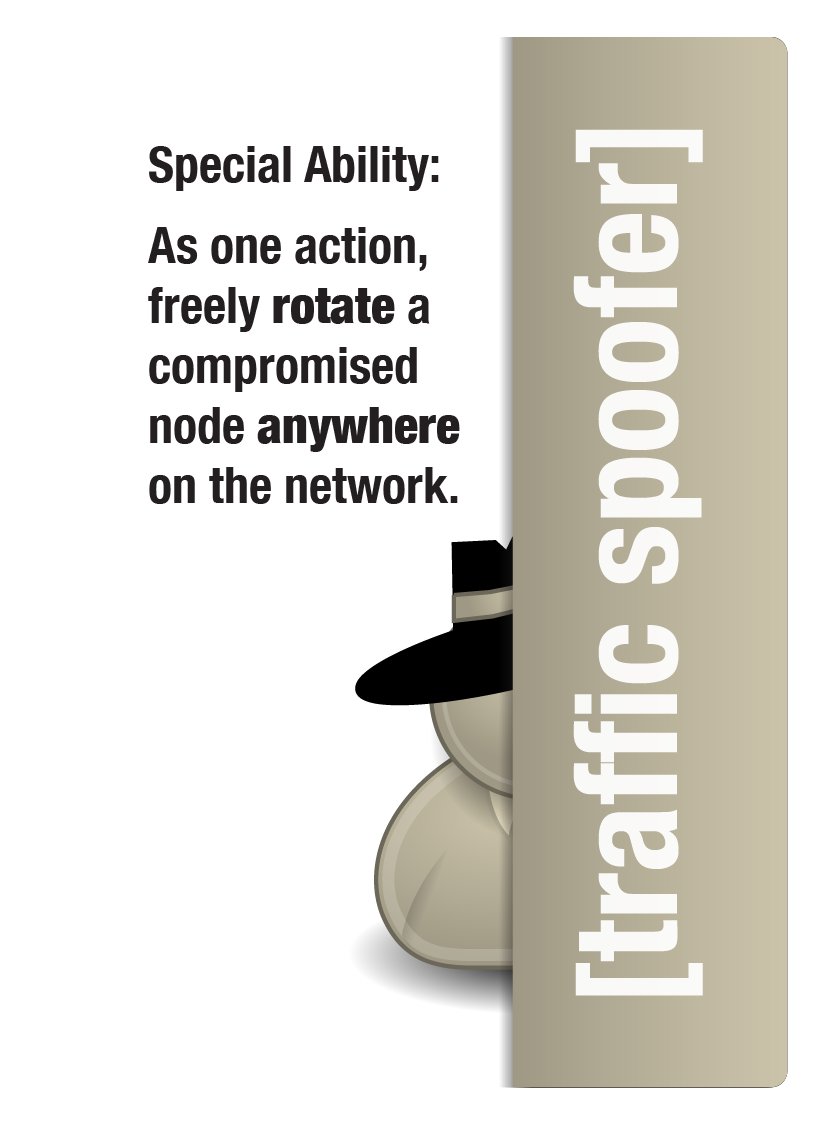 Special Ability:
As one action,
freely rotate a
compromised
node anywhere
on the network.
[traffic spoofer]